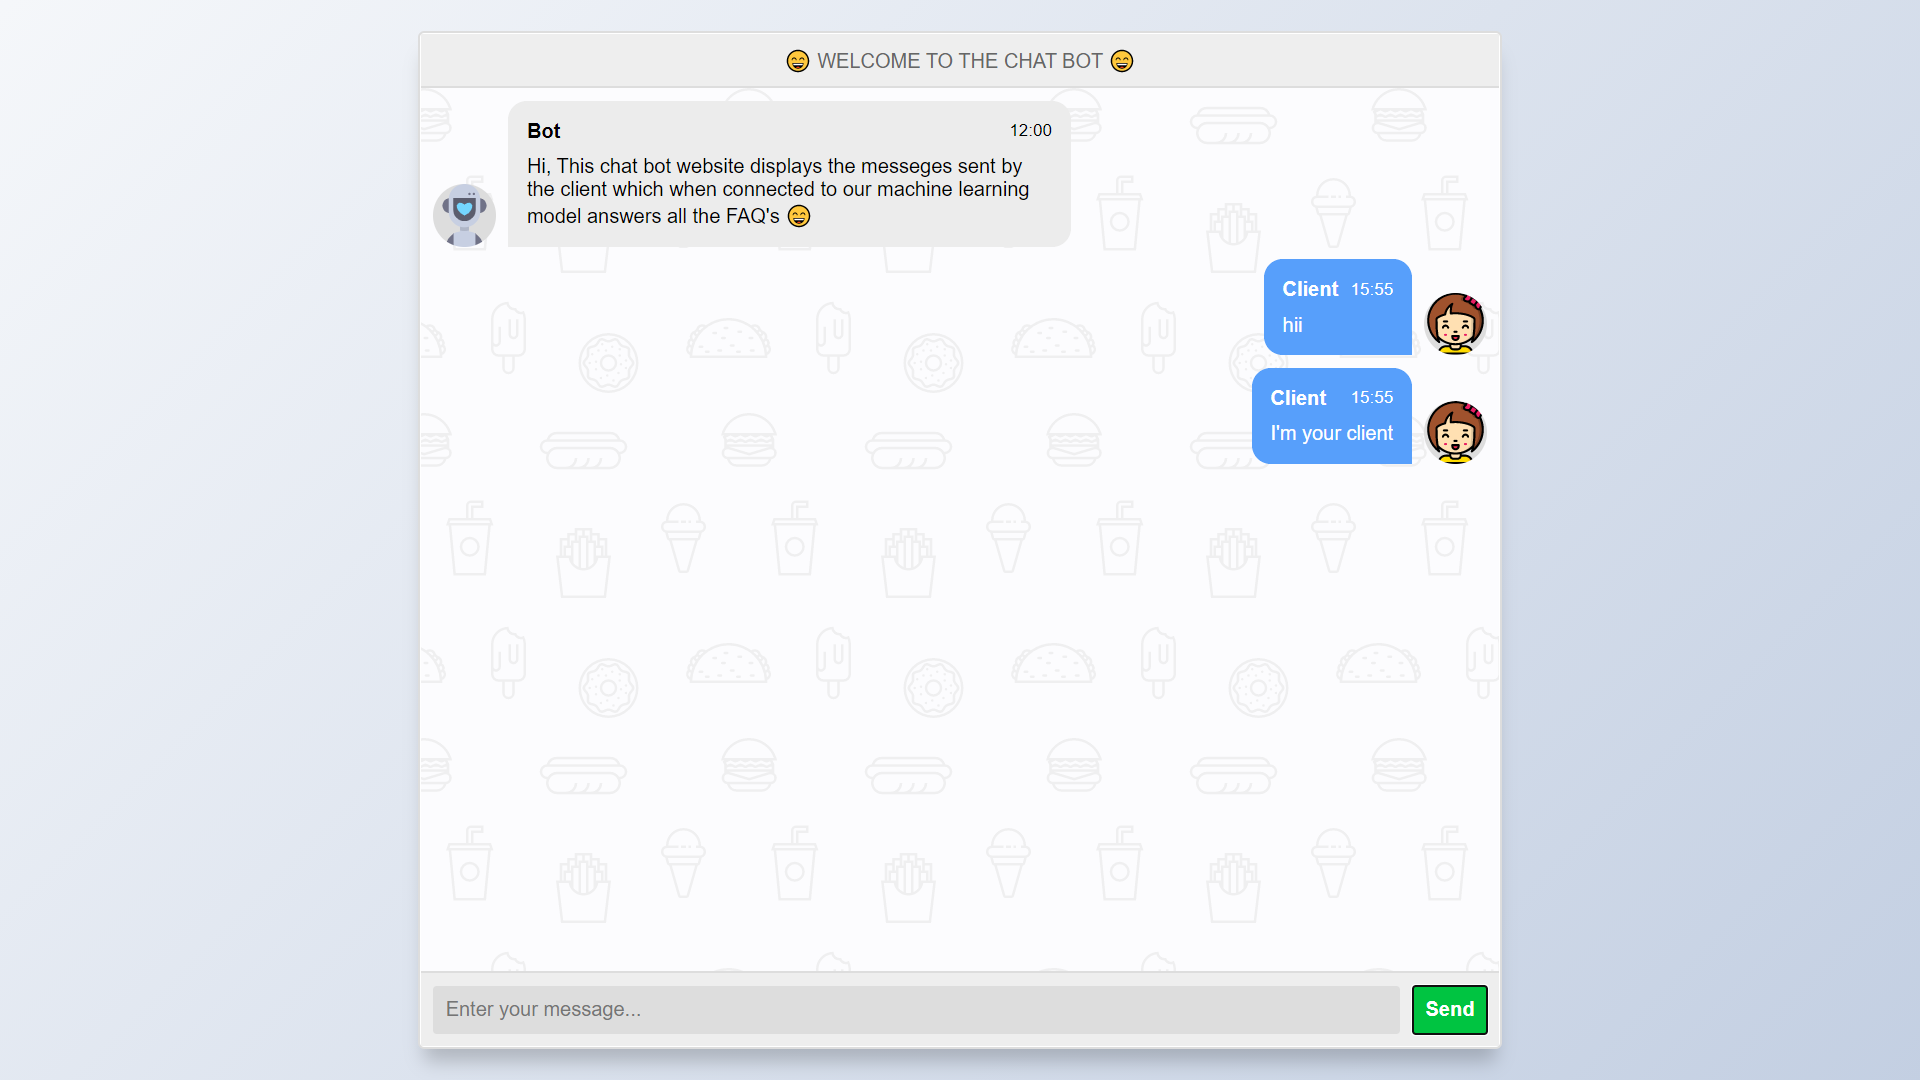 😄 WELCOME TO THE CHAT BOT 😄
Bot 12:00
Hi, This chat bot website displays the messeges sent by
the client which when connected to our machine learning
model answers all the FAQ's 😄
Client 15:55
hii
Client 15:55
I'm your client
Enter your message... Send